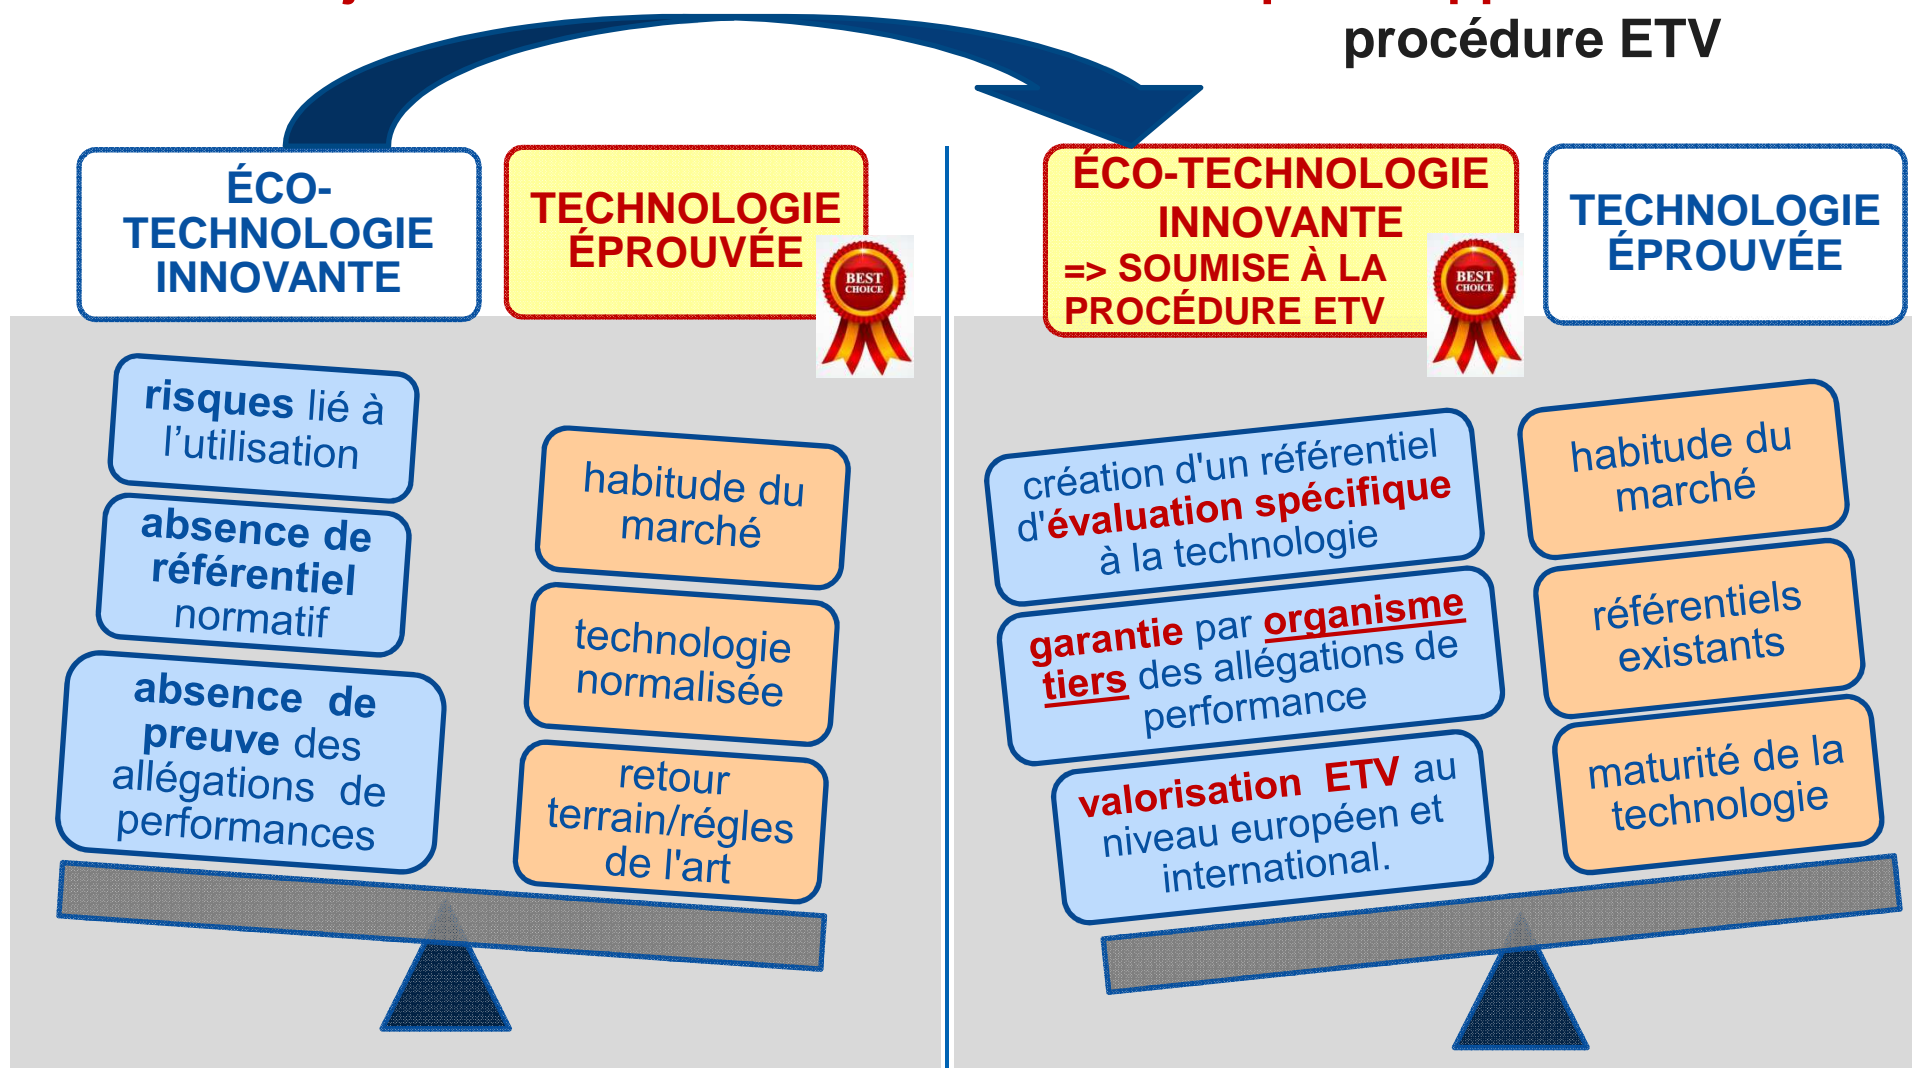 procédure ETV
ÉCO-
TECHNOLOGIE
INNOVANTE
TECHNOLOGIE
ÉPROUVÉE
BEST
CHOICE
risques lié à
l’utilisation
absence de
référentiel
normatif
absence  de
preuve des
allégations  de
performances
habitude du
marché
technologie
normalisée
retour
terrain/régles
de l'art
ÉCO-TECHNOLOGIE
INNOVANTE
=> SOUMISE À LA
PROCÉDURE ETV
BEST
CHOICE
TECHNOLOGIE
ÉPROUVÉE
création d'un référentiel
d'évaluation spécifique
à la technologie
garantie par organisme
tiers des allégations de
performance
valorisation  ETV au
niveau européen et
international.
habitude du
marché
référentiels
existants
maturité de la
technologie